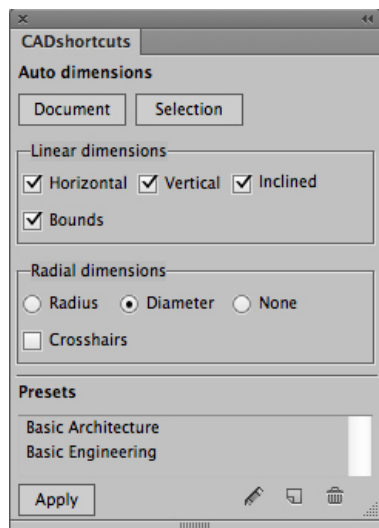 CADshortcuts
Auto dimensions
Document Selection
Linear dimensions
Horizontal Vertical Inclined
Bounds
Radial dimensions
Radius Diameter None
Crosshairs
Presets
Basic Architecture
Basic Engineering
Apply